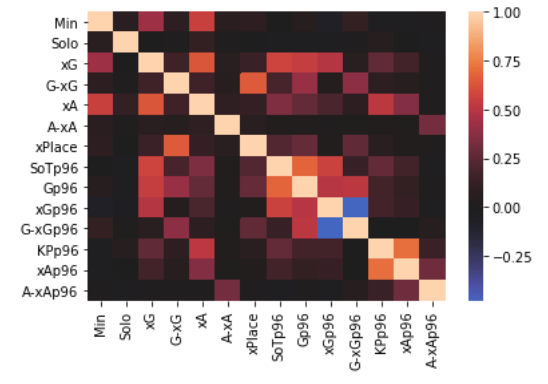 Min
Solo
xG
G-xG
xA
A-xA
xPlace
SoTp96
Gp96
xGp96
G-xGp96
KPp96
xAp96
A-xAp96
Min Solo xG G-xG xA A-xA xPlace SoTp96 Gp96 xGp96 G-xGp96 KPp96 xAp96 A-xAp96
1.00
0.75
0.50
0.25
0.00
−0.25